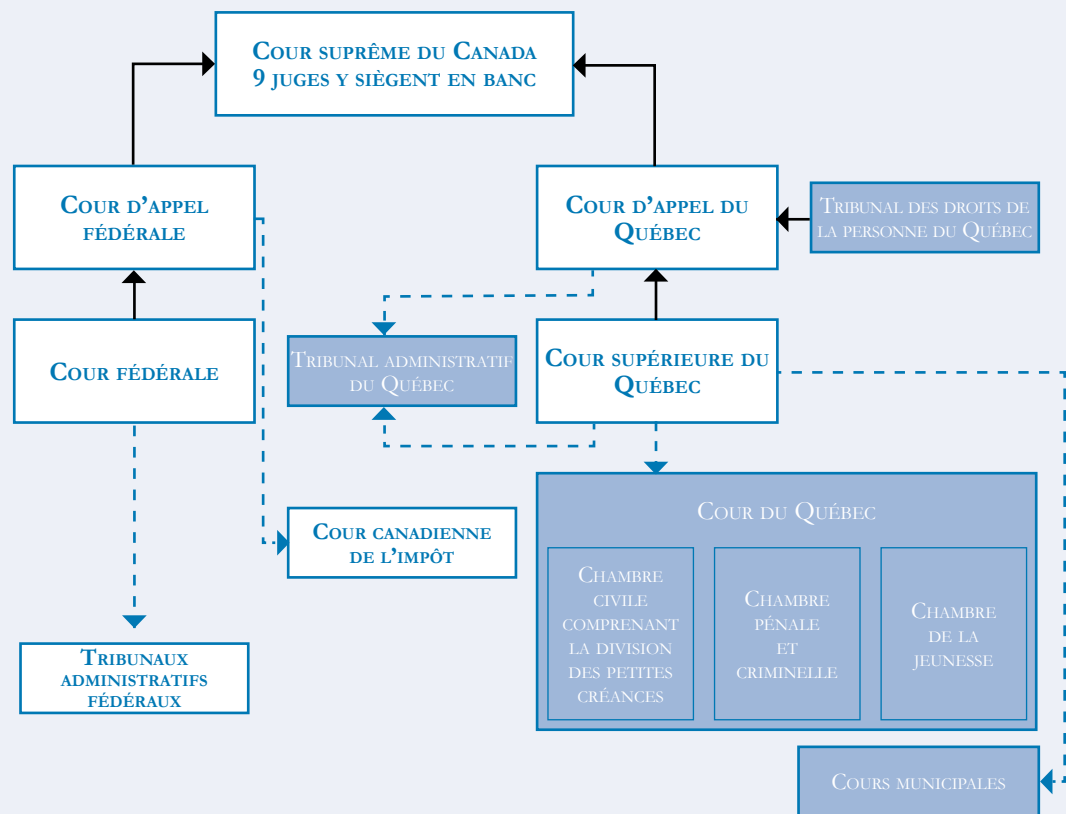 Cour suprême du Canada
9 juges y siègent en banc
Cour d'appel
fédérale
Cour d'appel du
Québec
Tribunal des droits de
la personne du Québec
Cour fédérale
Tribunal administratif
du Québec
Cour supérieure du
Québec
Cour canadienne
de l'impôt
Cour du Québec
Chambre
civile
comprenant
la division
des petites
créances
Chambre
pénale
et
criminelle
Chambre
de la
jeunesse
Tribunaux
administratifs
fédéraux
Cours municipales